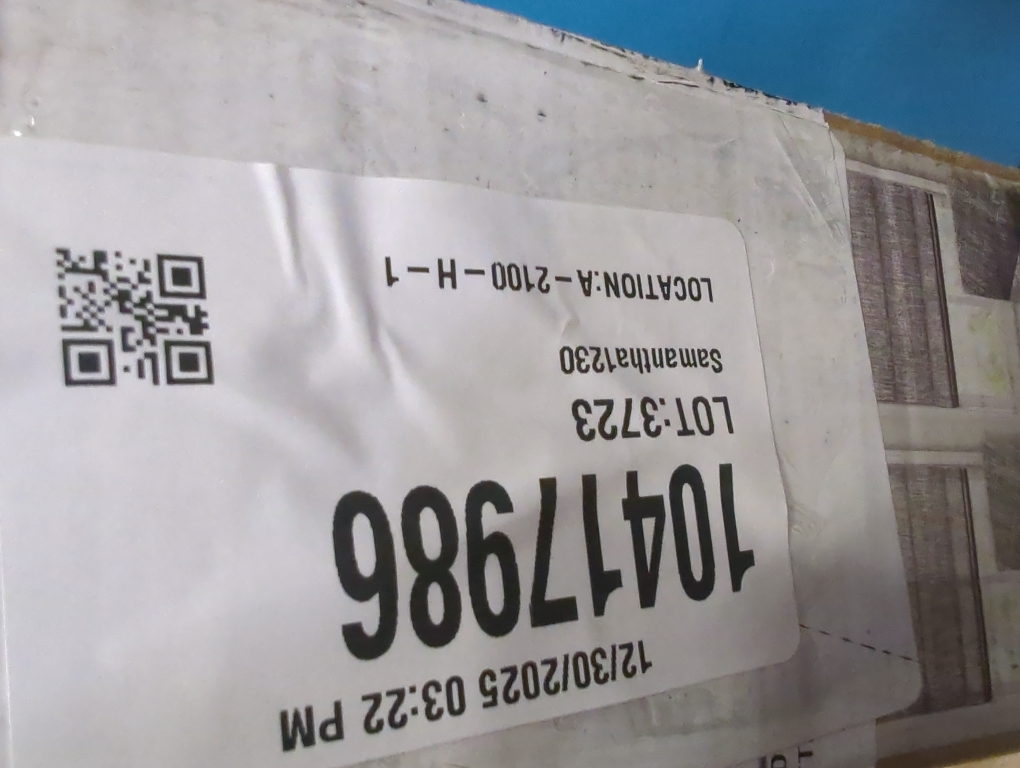 12/30/2025 03:22 PM
10417986
LOT:3723
Samantha1230
LOCATION:A – 2100 – H – 1